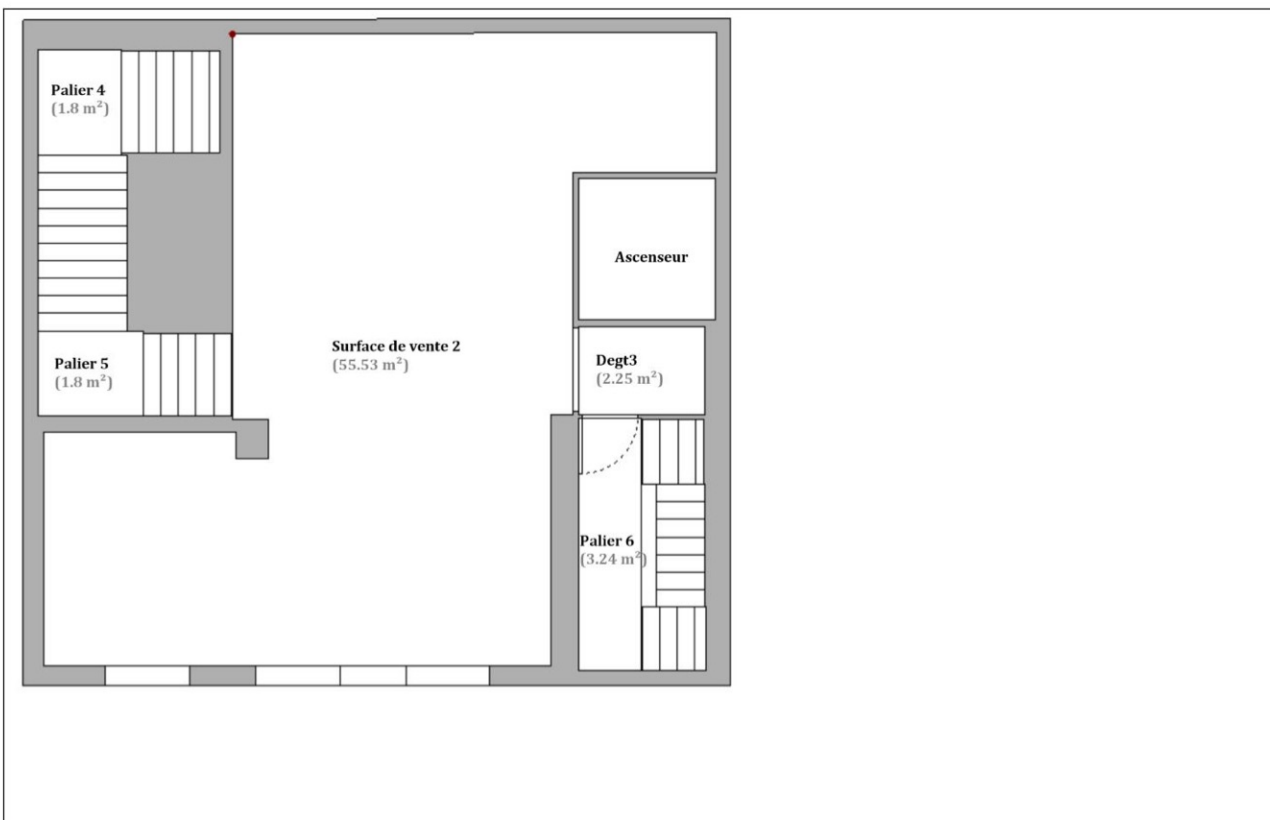 Palier 4
(1.8 m²)
Ascenseur
Surface de vente 2
(55.53 m²)
Palier 5
(1.8 m²)
Degt3
(2.25 m²)
Palier 6
(3.24 m²)